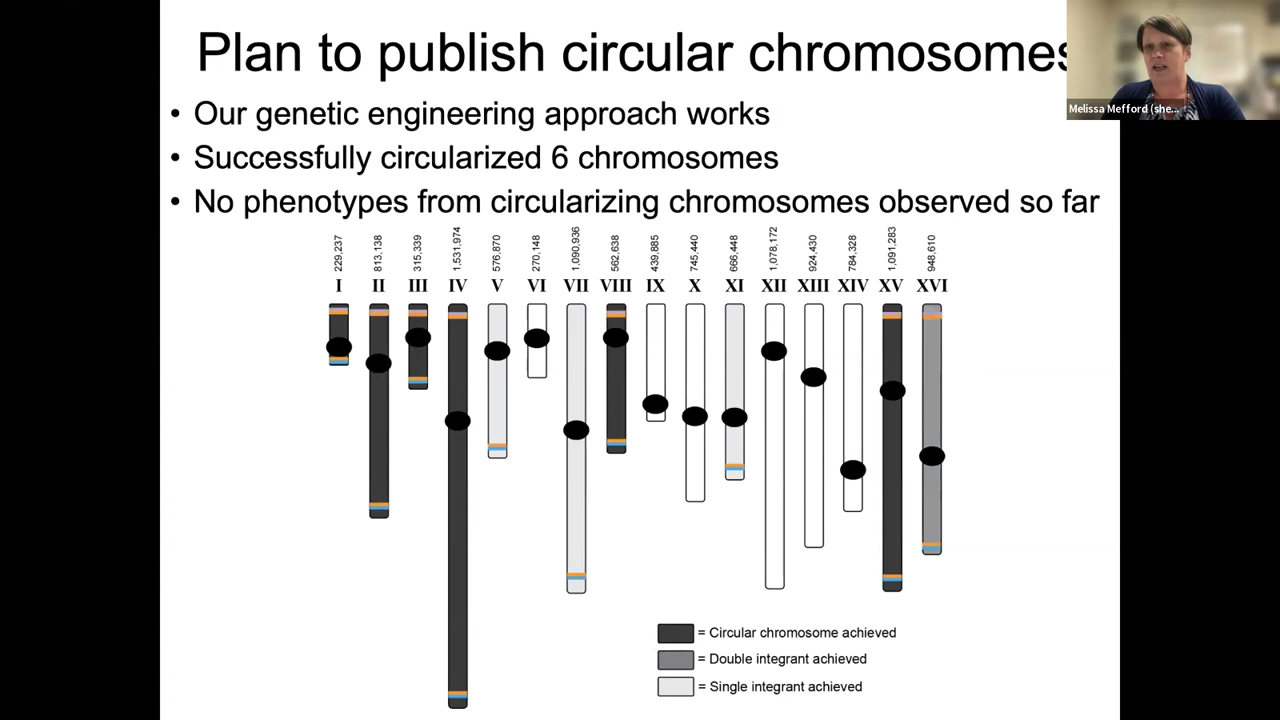 Plan to publish circular chromosomes
Melissa Mefford (she...
• Our genetic engineering approach works
• Successfully circularized 6 chromosomes
• No phenotypes from circularizing chromosomes observed so far
229,237 813,138 315,339 1,531,974 576,870 270,148 1,090,936 562,638 439,885 745,440 666,448 1,078,172 924,430 784,328 1,091,283 948,610
I II III IV V VI VII VIII IX X XI XII XIII XIV XV XVI
= Circular chromosome achieved
= Double integrant achieved
= Single integrant achieved